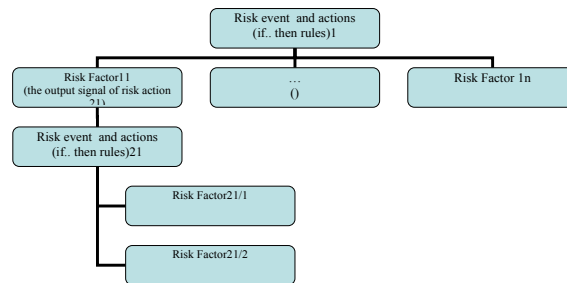 Risk event and actions
(if.. then rules)1
Risk Factor11
(the output signal of risk action
21)
...
()
Risk Factor 1n
Risk event and actions
(if.. then rules)21
Risk Factor21/1
Risk Factor21/2